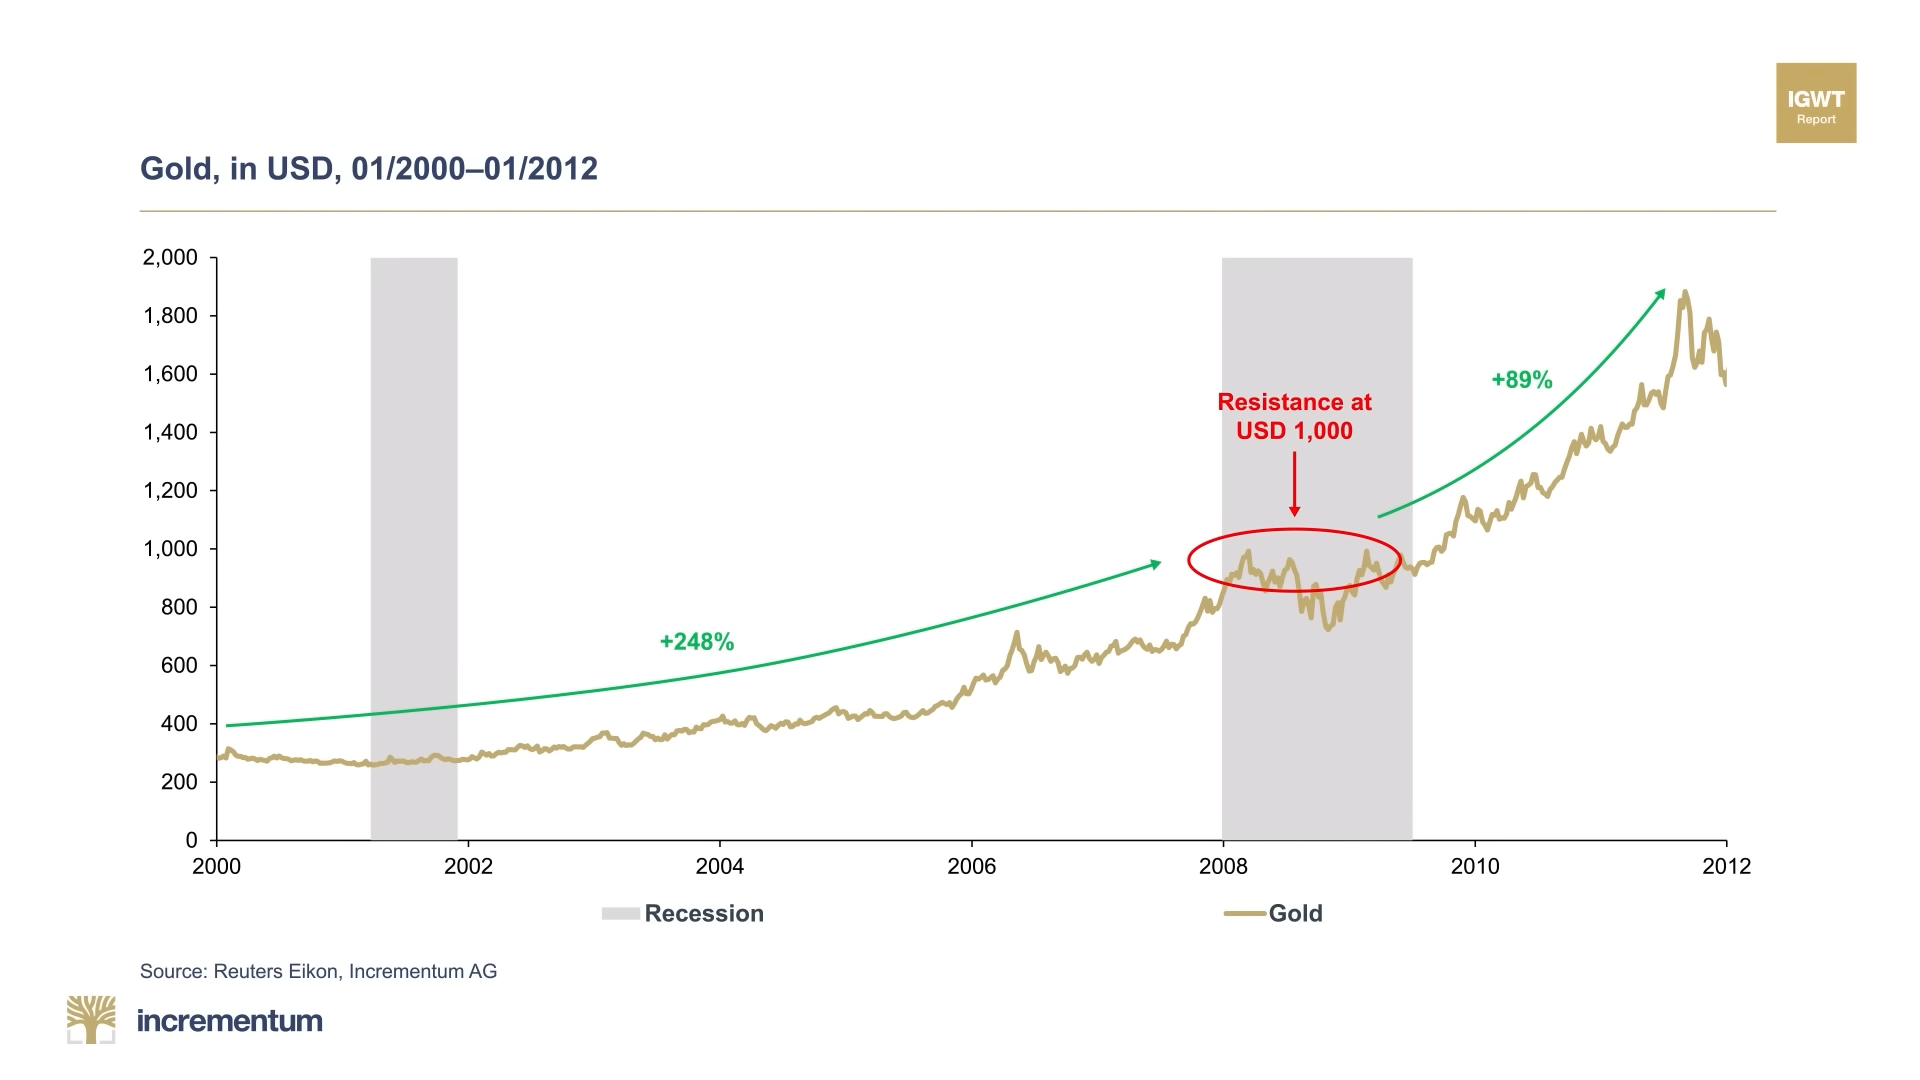 IGWT
Report
Gold, in USD, 01/2000–01/2012
2,000
1,800
1,600
1,400
1,200
1,000
800
600
400
200
0
+248%
Resistance at
USD 1,000
+89%
2000 2002 2004 2006 2008 2010 2012
Recession Gold
Source: Reuters Eikon, Incrementum AG
incrementum